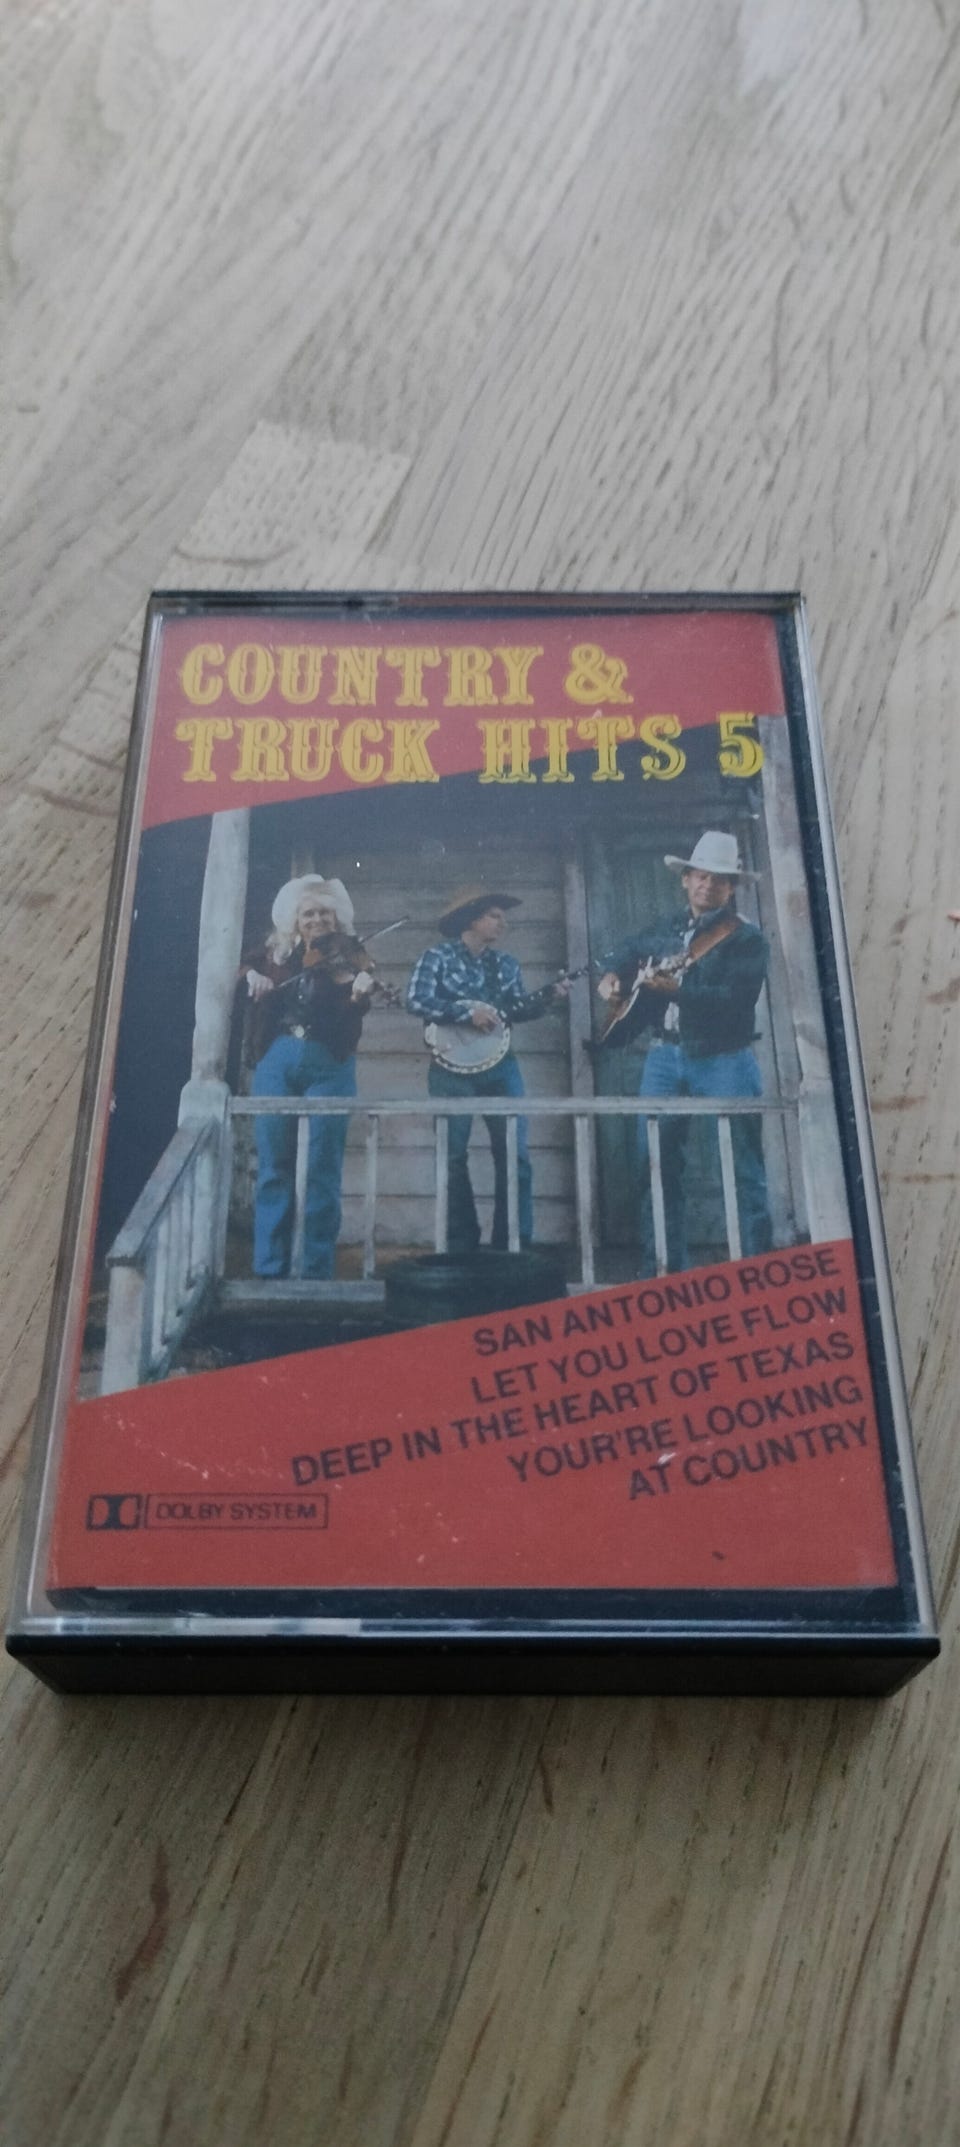 COUNTRY &
TRUCK HITS 5
SAN ANTONIO ROSE
LET YOU LOVE FLOW
DEEP IN THE HEART OF TEXAS
YOUR'RE LOOKING
AT COUNTRY
DOLBY SYSTEM